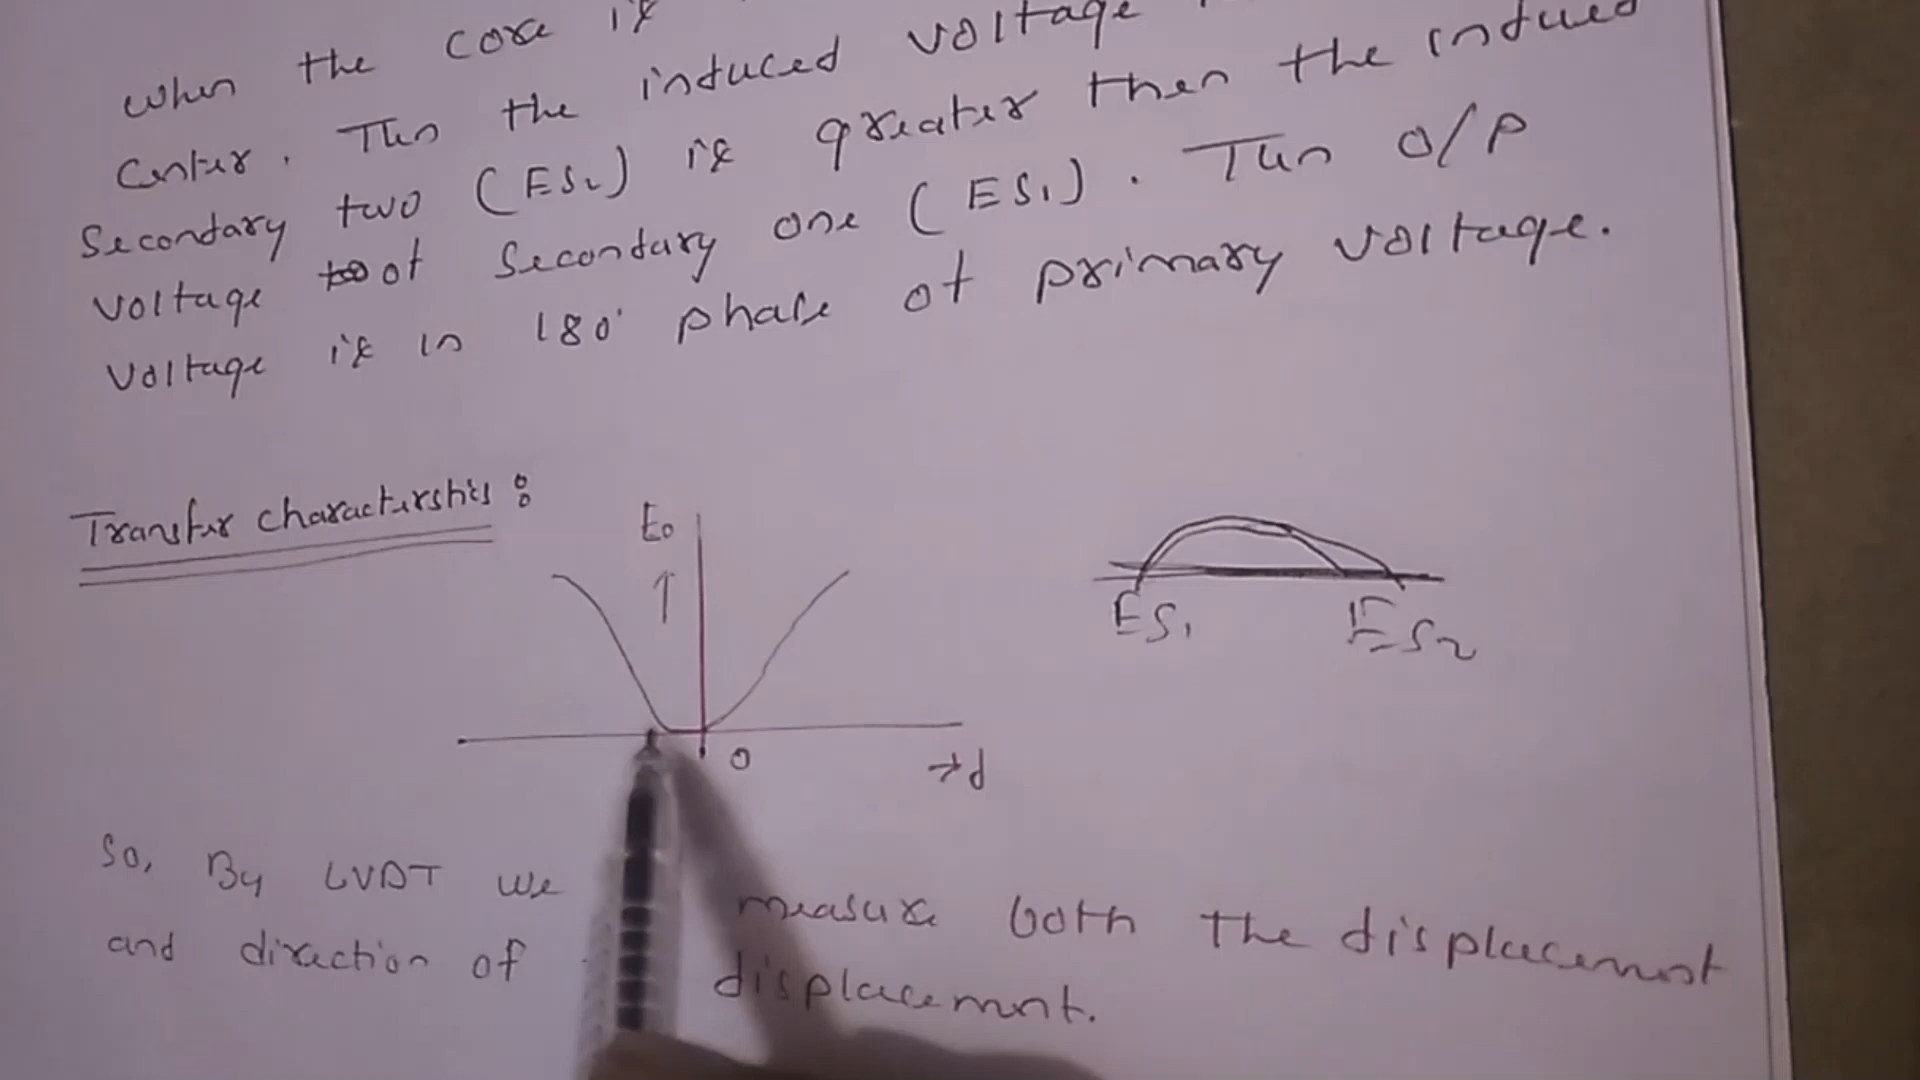 when the core is
Center. Then the induced voltage
Secondary two (ES2) is greater then the induced
voltage of Secondary one (ES1). Then O/P
voltage is in 180° phase of primary voltage.
Transfer characterstics :
E0
↑
0
→d
ES1
ES2
So, By LVDT we measure both the displacement
and diraction of displacement.